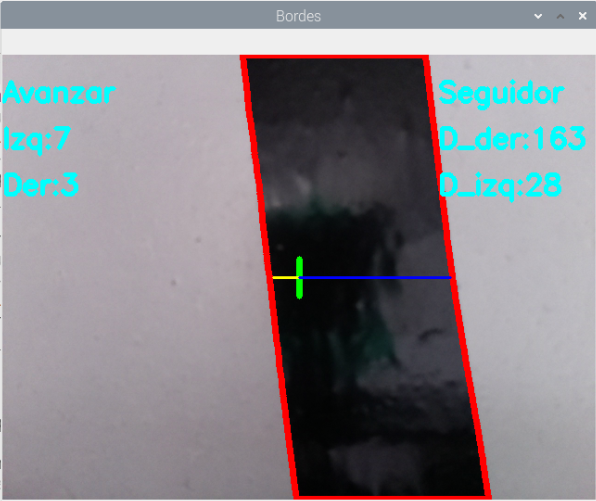 Bordes
Avanzar
Izq:7
Der:3
Seguidor
D_der:163
D_izq:28